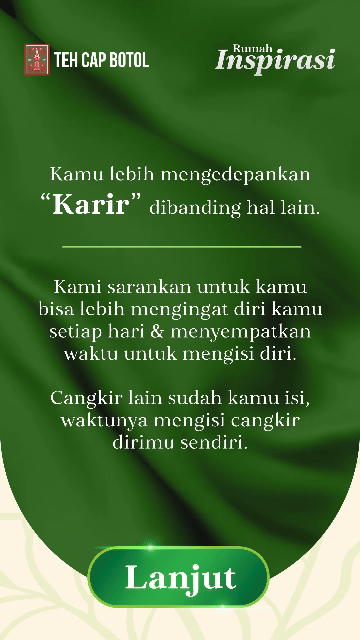 TEH CAP BOTOL
Rumah
Inspirasi
Kamu lebih mengedepankan
“Karir” dibanding hal lain.
Kami sarankan untuk kamu
bisa lebih mengingat diri kamu
setiap hari & menyempatkan
waktu untuk mengisi diri.
Cangkir lain sudah kamu isi,
waktunya mengisi cangkir
dirimu sendiri.
Lanjut